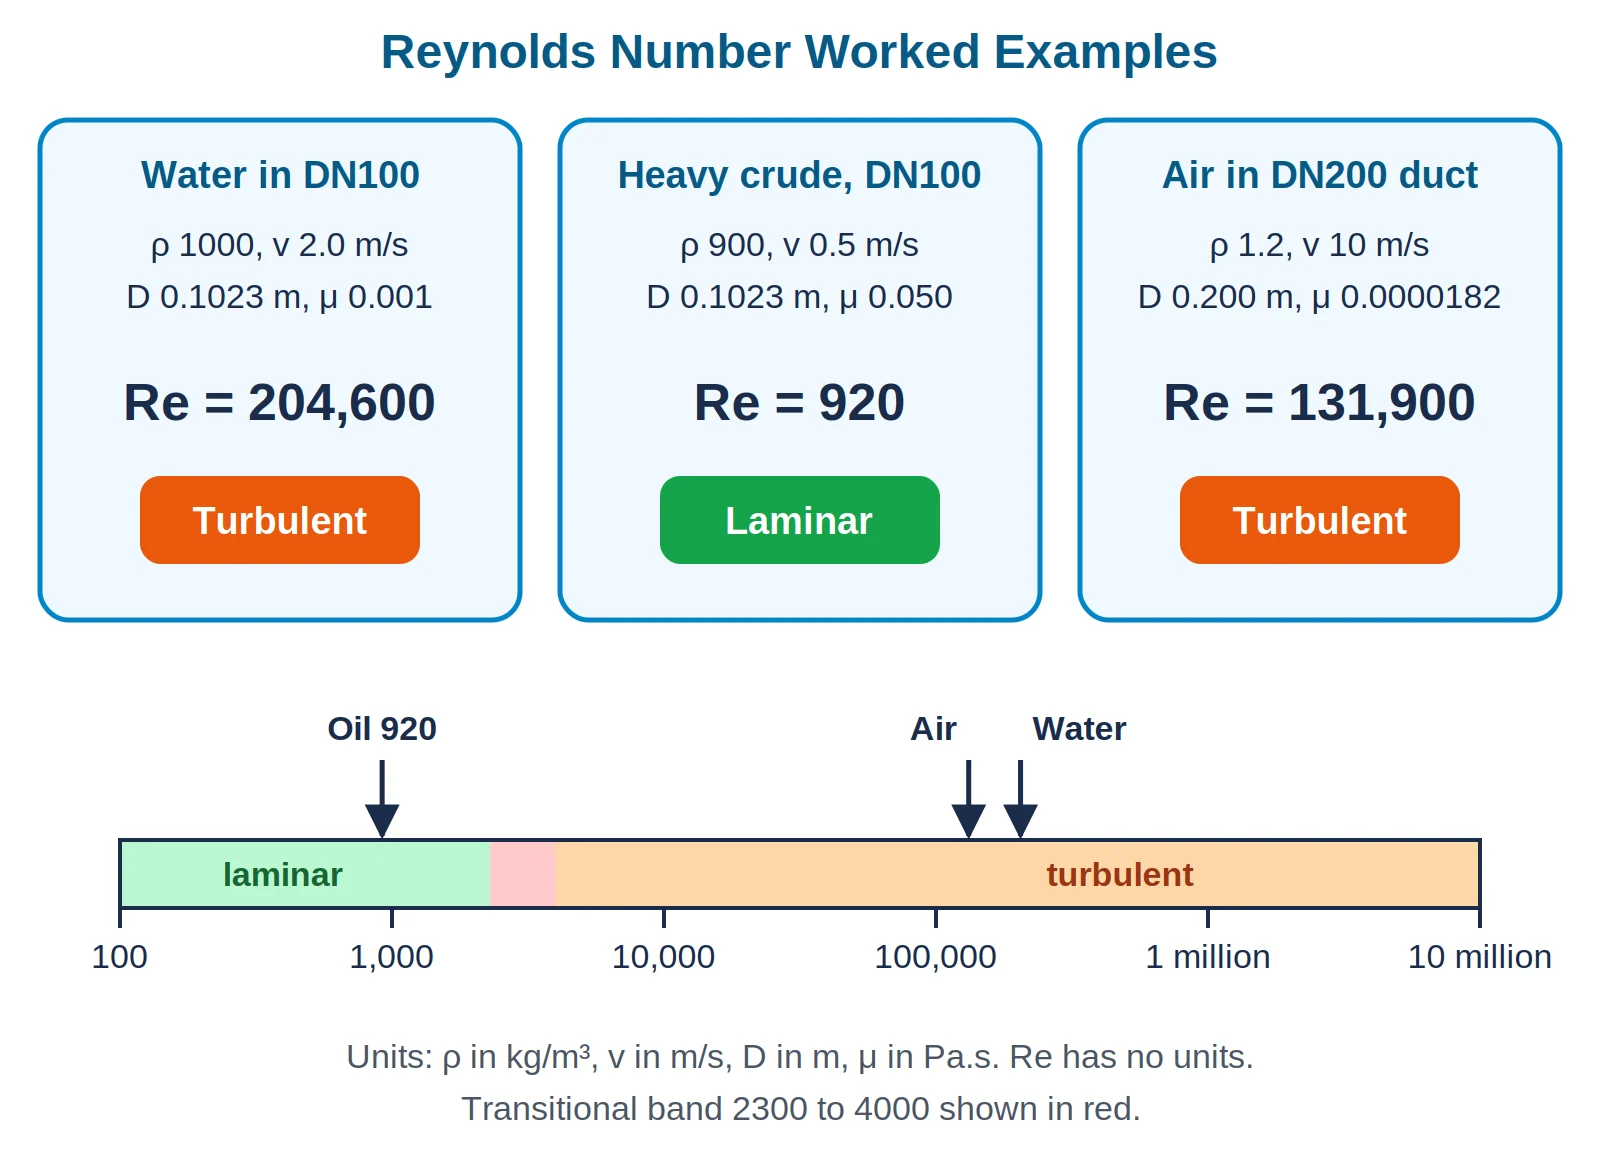 Reynolds Number Worked Examples
Water in DN100
ρ 1000, v 2.0 m/s
D 0.1023 m, μ 0.001
Re = 204,600
Turbulent
Heavy crude, DN100
ρ 900, v 0.5 m/s
D 0.1023 m, μ 0.050
Re = 920
Laminar
Air in DN200 duct
ρ 1.2, v 10 m/s
D 0.200 m, μ 0.0000182
Re = 131,900
Turbulent
Oil 920
Air
Water
laminar
turbulent
100
1,000
10,000
100,000
1 million
10 million
Units: ρ in kg/m³, v in m/s, D in m, μ in Pa.s. Re has no units.
Transitional band 2300 to 4000 shown in red.